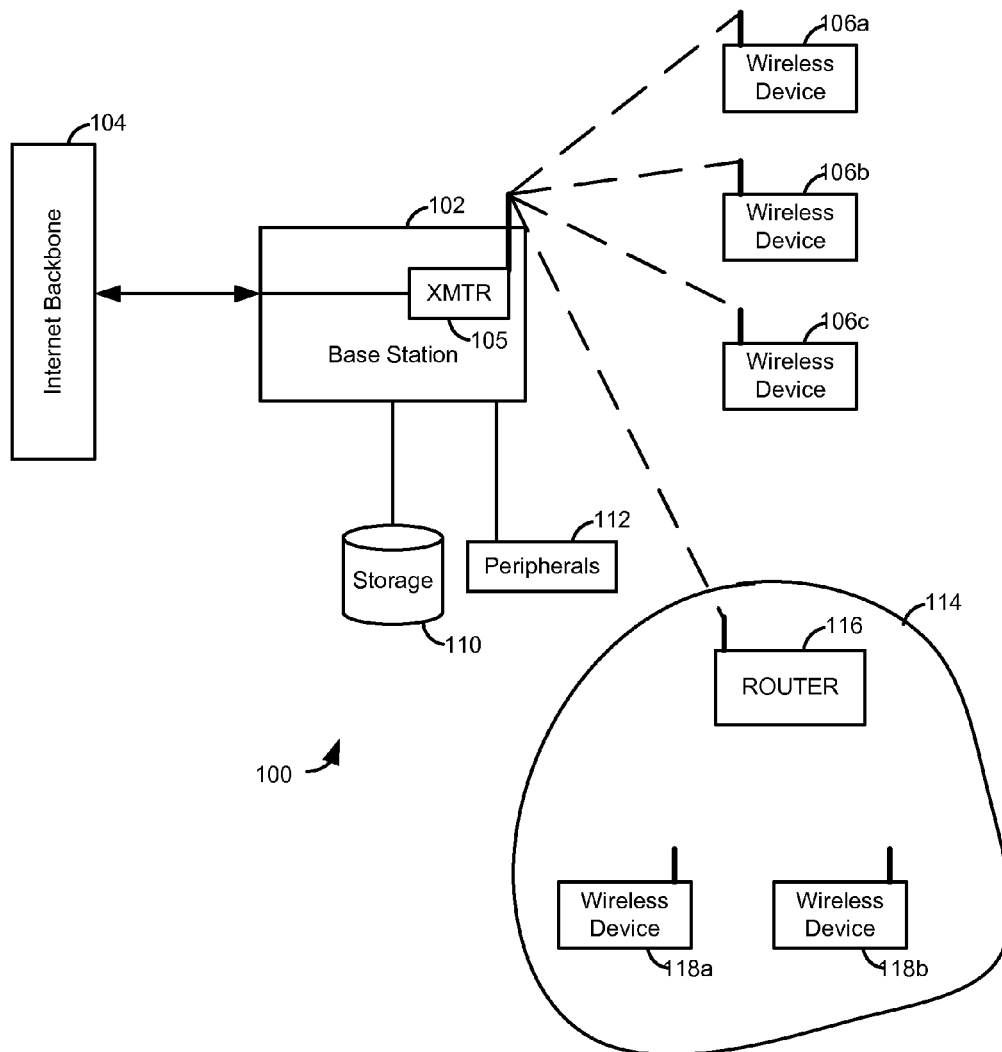 106a
Wireless
Device
104
106b
Wireless
Device
102
Internet Backbone
XMTR
105
Base Station
106c
Wireless
Device
112
Peripherals
Storage
110
114
116
ROUTER
100
Wireless
Device
118a
Wireless
Device
118b